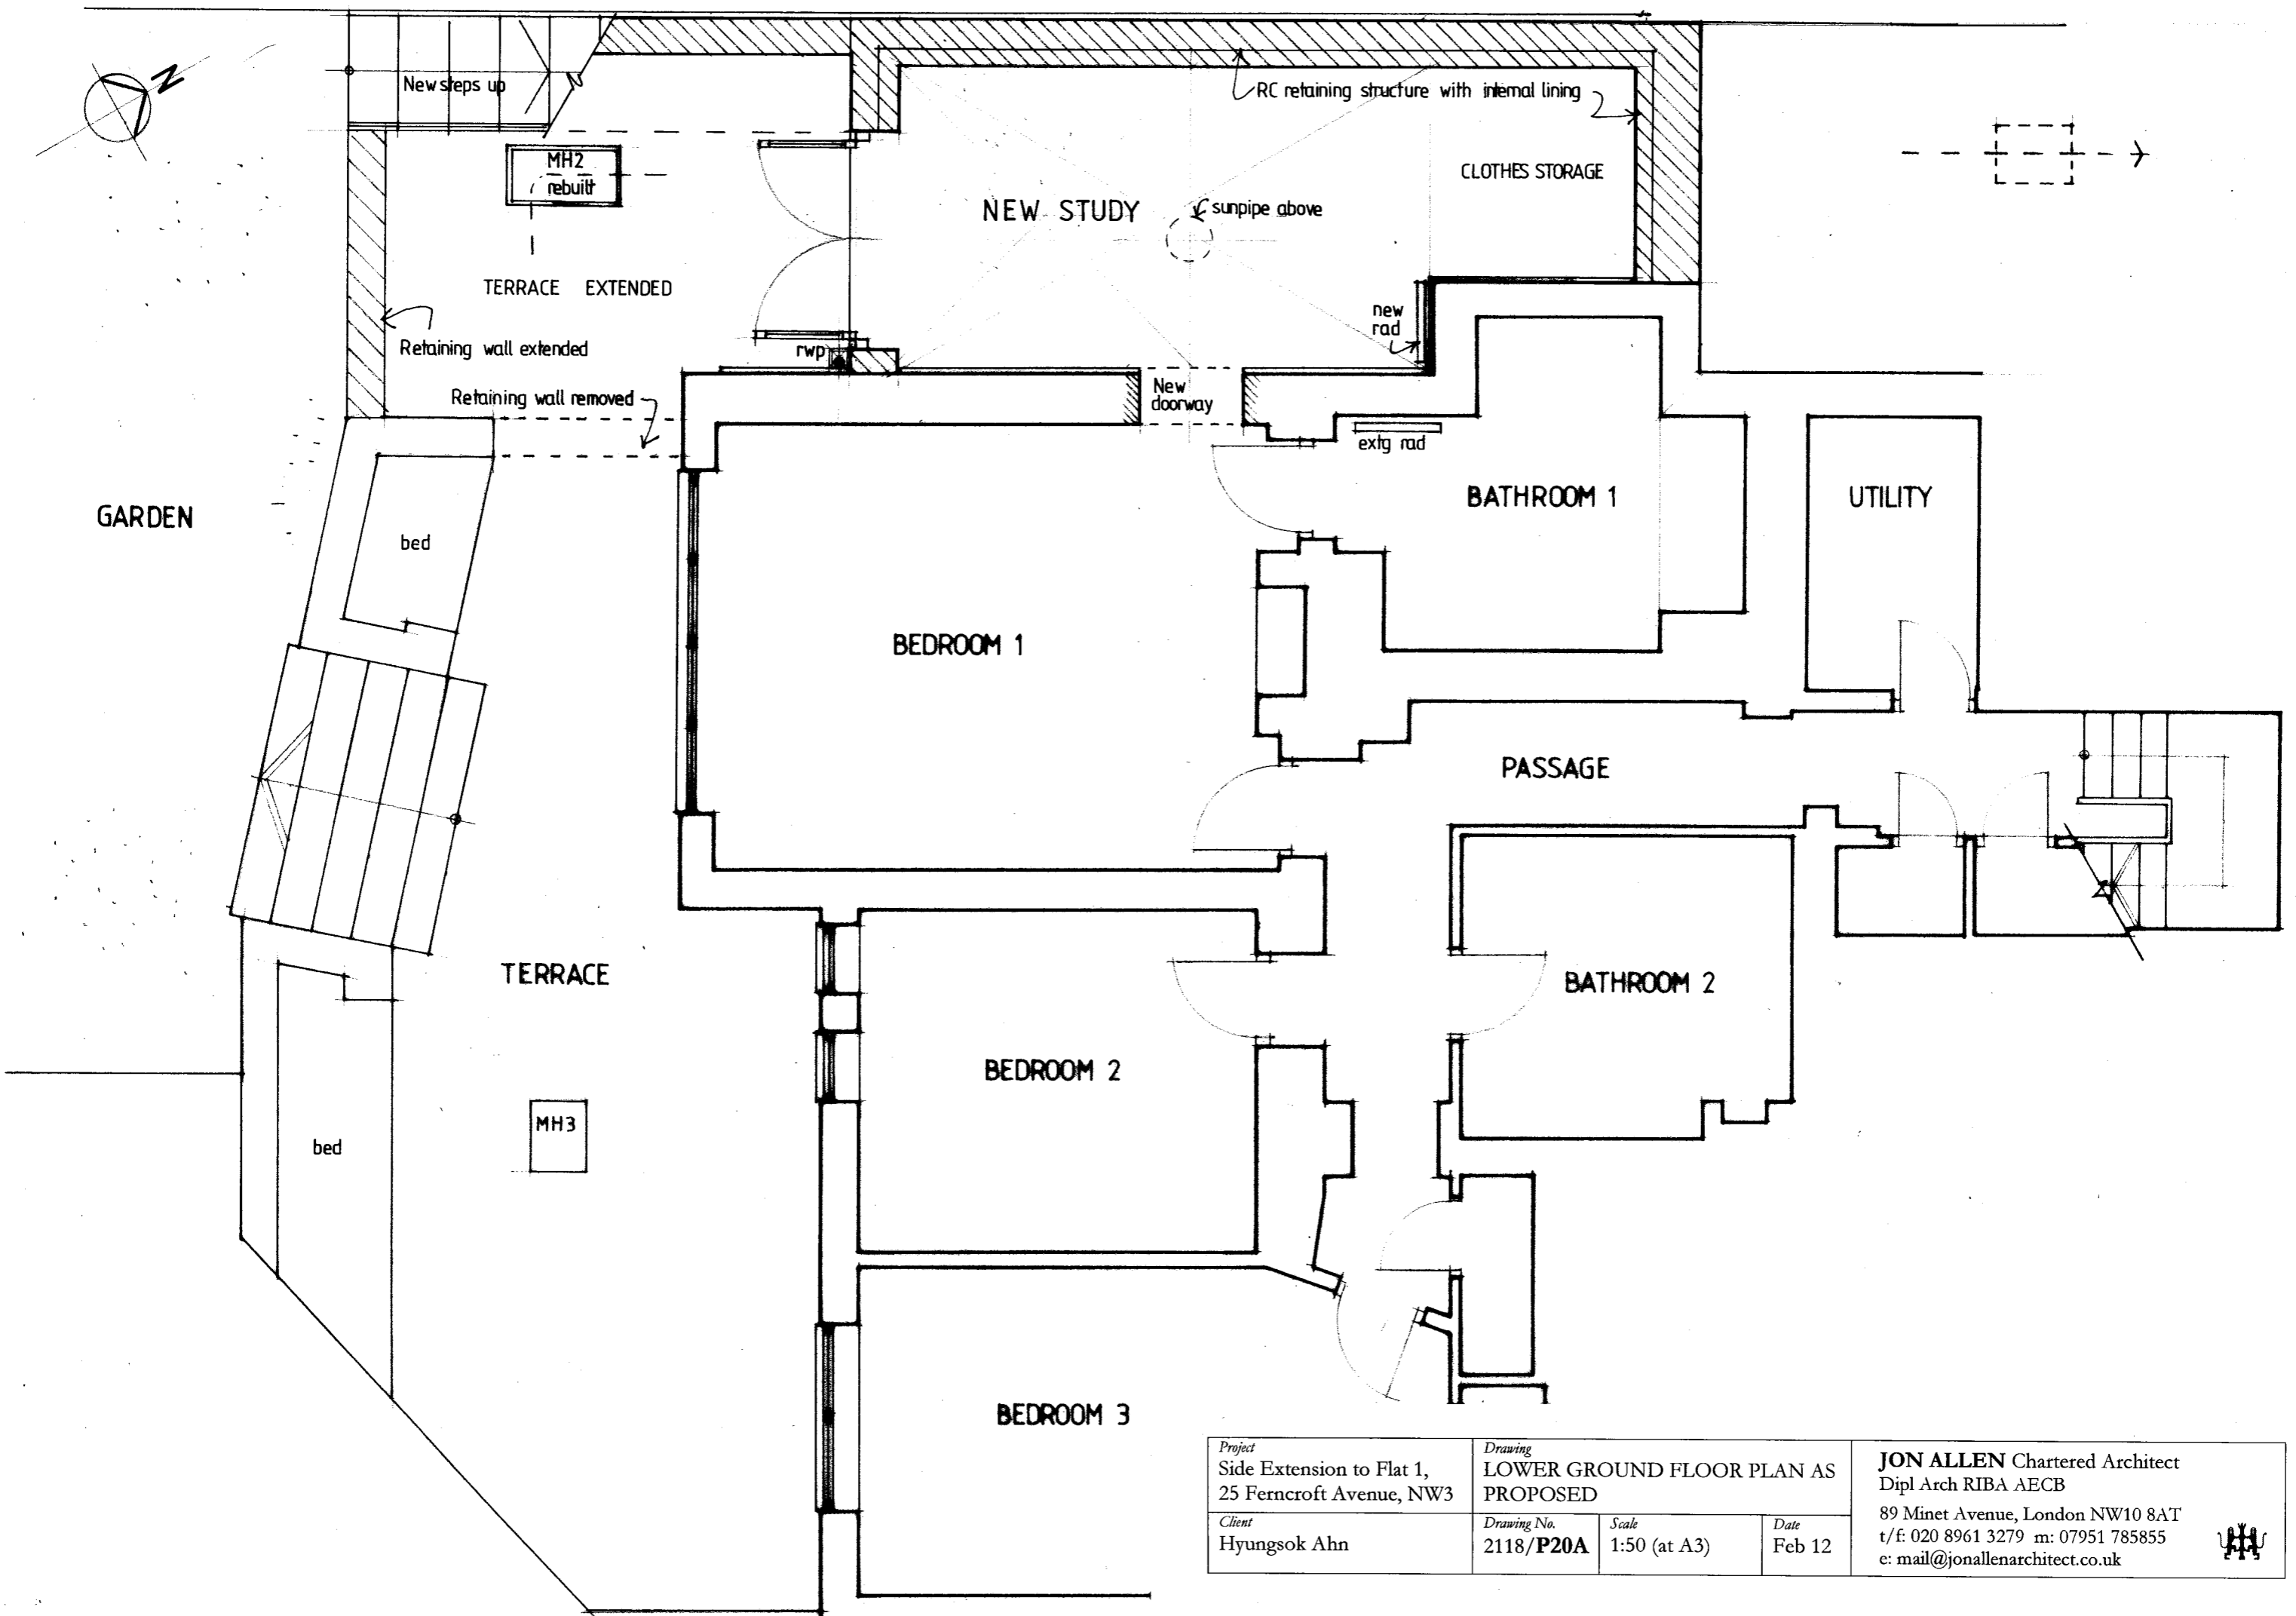 N
New steps up
MH2
rebuilt
RC retaining structure with internal lining
CLOTHES STORAGE
NEW STUDY
sunpipe above
TERRACE EXTENDED
new
rad
Retaining wall extended
rwp
Retaining wall removed
New
doorway
extg rad
BATHROOM 1
UTILITY
GARDEN
bed
BEDROOM 1
PASSAGE
TERRACE
BATHROOM 2
BEDROOM 2
MH3
bed
BEDROOM 3
Project
Side Extension to Flat 1,
25 Ferncroft Avenue, NW3
Client
Hyungsok Ahn
Drawing
LOWER GROUND FLOOR PLAN AS
PROPOSED
Drawing No.
2118/P20A
Scale
1:50 (at A3)
Date
Feb 12
JON ALLEN Chartered Architect
Dipl Arch RIBA AECB
89 Minet Avenue, London NW10 8AT
t/f: 020 8961 3279 m: 07951 785855
e: mail@jonallenarchitect.co.uk